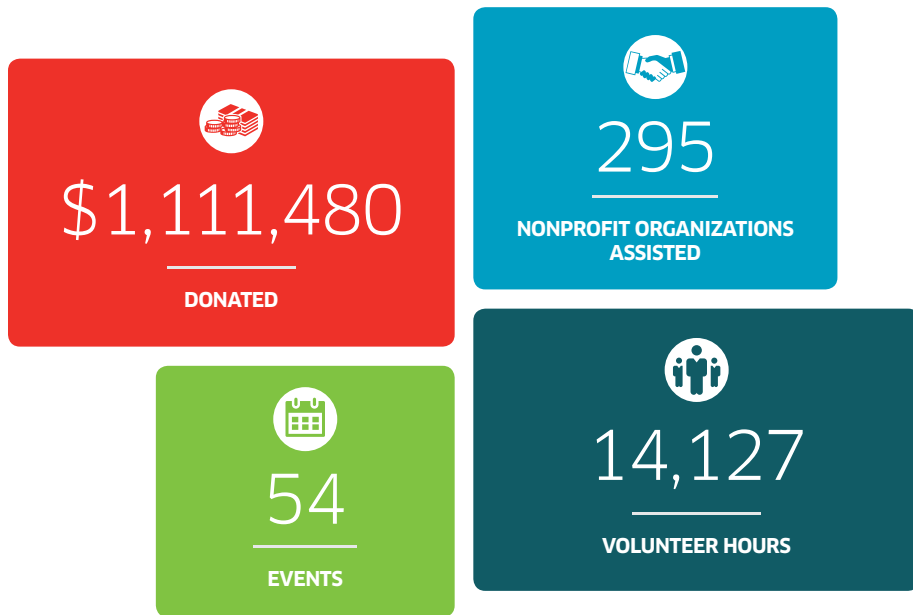 $1,111,480
DONATED
295
NONPROFIT ORGANIZATIONS
ASSISTED
54
EVENTS
14,127
VOLUNTEER HOURS